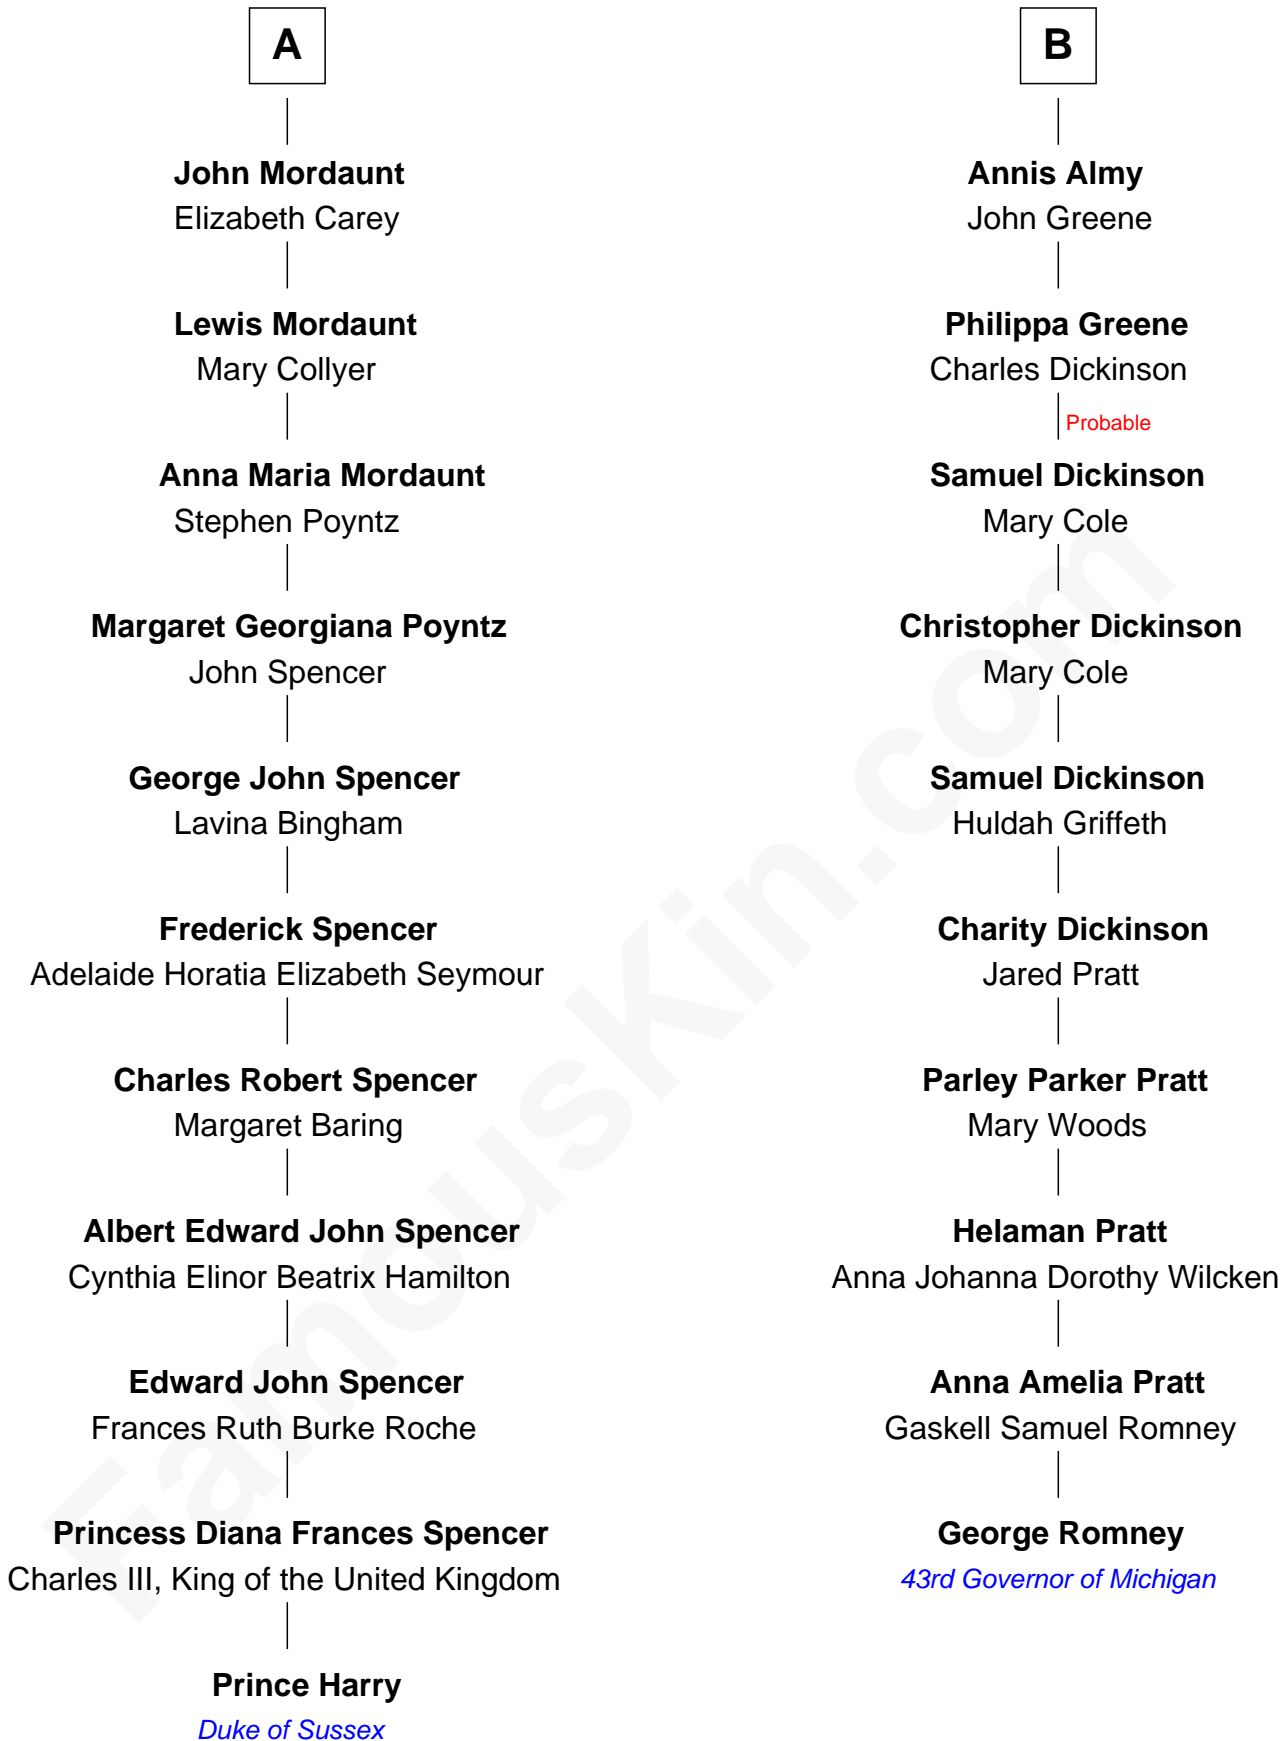 A
John Mordaunt
Elizabeth Carey
Lewis Mordaunt
Mary Collyer
Anna Maria Mordaunt
Stephen Poyntz
Margaret Georgiana Poyntz
John Spencer
George John Spencer
Lavina Bingham
Frederick Spencer
Adelaide Horatia Elizabeth Seymour
Charles Robert Spencer
Margaret Baring
Albert Edward John Spencer
Cynthia Elinor Beatrix Hamilton
Edward John Spencer
Frances Ruth Burke Roche
Princess Diana Frances Spencer
Charles III, King of the United Kingdom
Prince Harry
Duke of Sussex
B
Annis Almy
John Greene
Philippa Greene
Charles Dickinson
Probable
Samuel Dickinson
Mary Cole
Christopher Dickinson
Mary Cole
Samuel Dickinson
Huldah Griffeth
Charity Dickinson
Jared Pratt
Parley Parker Pratt
Mary Woods
Helaman Pratt
Anna Johanna Dorothy Wilcken
Anna Amelia Pratt
Gaskell Samuel Romney
George Romney
43rd Governor of Michigan
FamousKin.com